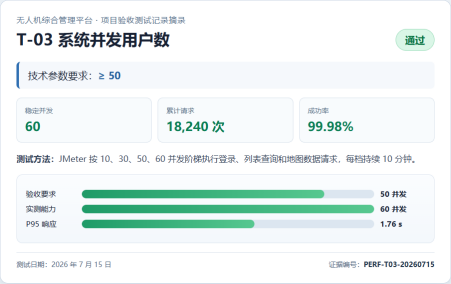 无人机综合管理平台 · 项目验收测试记录摘录
T-03 系统并发用户数
通过
技术参数要求：≥ 50
稳定并发
60
累计请求
18,240 次
成功率
99.98%
测试方法：JMeter 按 10、30、50、60 并发阶梯执行登录、列表查询和地图数据请求，每档持续 10 分钟。
验收要求 50 并发
实测能力 60 并发
P95 响应 1.76 s
测试日期：2026 年 7 月 15 日
证据编号：PERF-T03-20260715